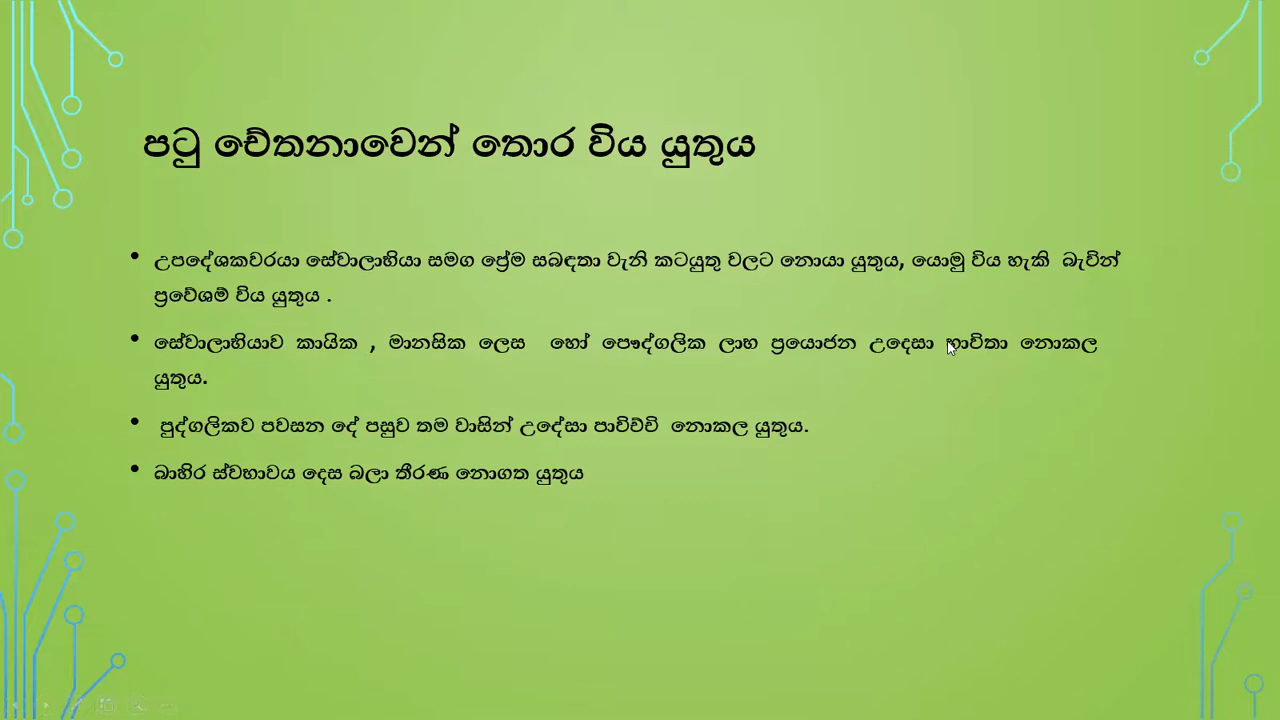 පටු චේතනාවෙන් තොර විය යුතුය
• උපදේශකවරයා සේවාලාභියා සමග ප්‍රේම සබඳතා වැනි කටයුතු වලට නොයා යුතුය, යොමු විය හැකි බැවින්
ප්‍රවේශම් විය යුතුය .
• සේවාලාභියාව කායික , මානසික ලෙස හෝ පෞද්ගලික ලාභ ප්‍රයොජන උදෙසා භාවිතා නොකල
යුතුය.
• පුද්ගලිකව පවසන දේ පසුව තම වාසින් උදේසා පාවිච්චි නොකල යුතුය.
• බාහිර ස්වභාවය දෙස බලා තීරණ නොගත යුතුය